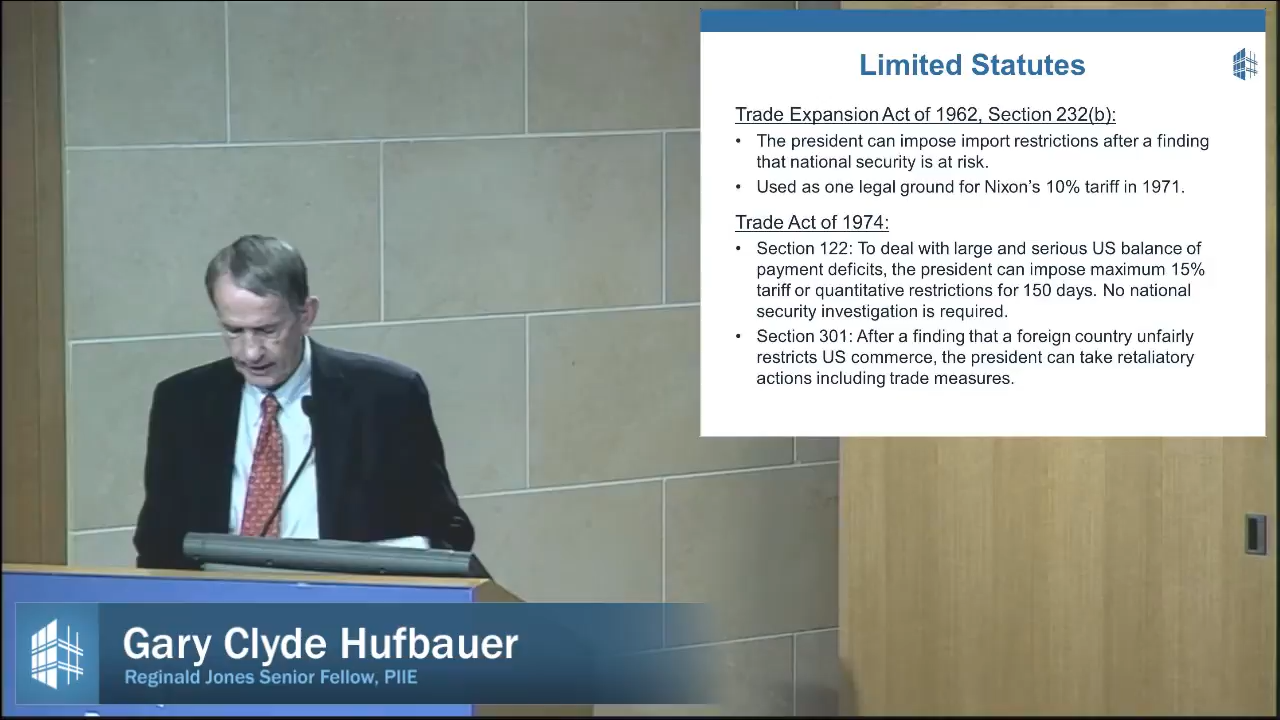 Limited Statutes
Trade Expansion Act of 1962, Section 232(b):
• The president can impose import restrictions after a finding
that national security is at risk.
• Used as one legal ground for Nixon's 10% tariff in 1971.
Trade Act of 1974:
• Section 122: To deal with large and serious US balance of
payment deficits, the president can impose maximum 15%
tariff or quantitative restrictions for 150 days. No national
security investigation is required.
• Section 301: After a finding that a foreign country unfairly
restricts US commerce, the president can take retaliatory
actions including trade measures.
Gary Clyde Hufbauer
Reginald Jones Senior Fellow, PIIE